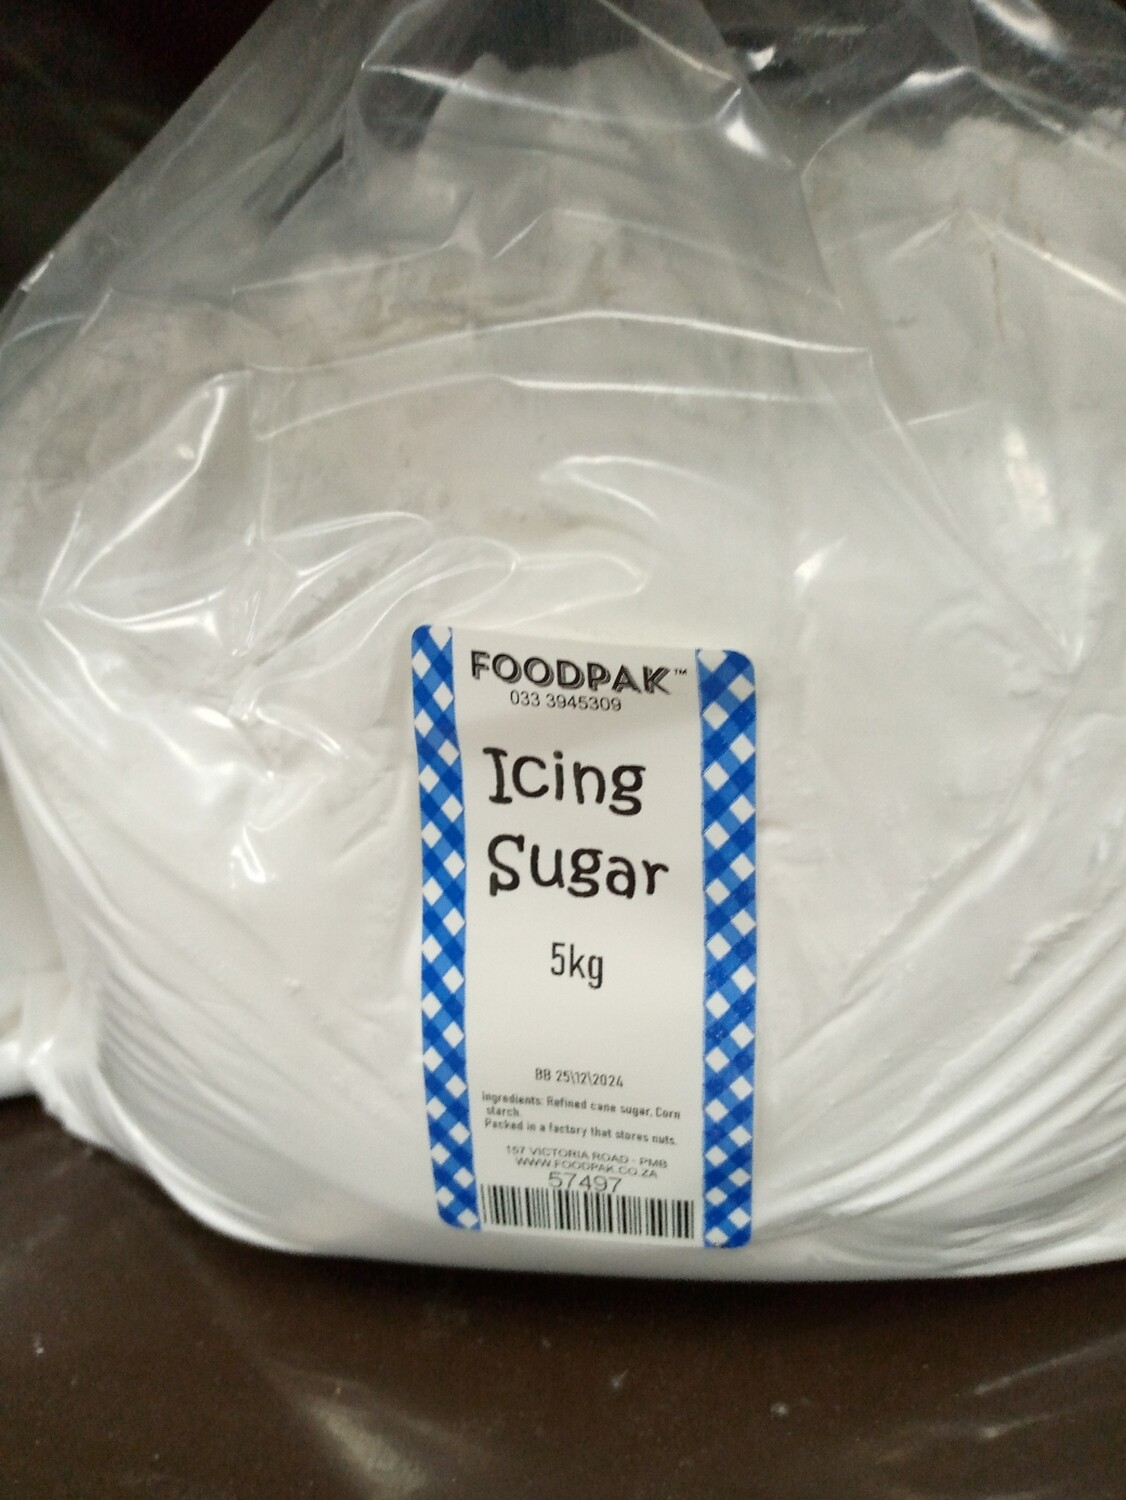 FOODPAK™
033 3945309
Icing
Sugar
5kg
BB 25\12\2024
Ingredients: Refined cane sugar, Corn
starch.
Packed in a factory that stores nuts.
157 VICTORIA ROAD - PMB
WWW.FOODPAK.CO.ZA
57497